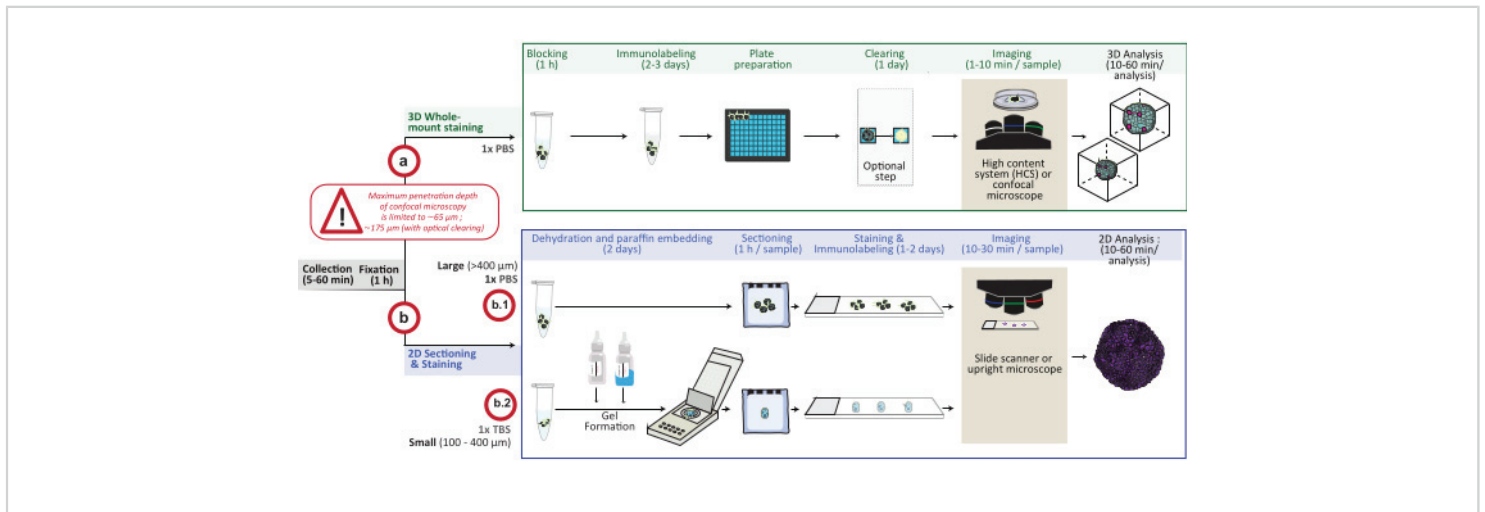 Blocking
(1 h)
Immunolabeling
(2-3 days)
Plate
preparation
Clearing
(1 day)
Imaging
(1-10 min / sample)
3D Analysis
(10-60 min/
analysis)
3D Whole-
mount staining
1x PBS
a
Optional
step
High content
system (HCS) or
confocal
microscope
!
Maximum penetration depth
of confocal microscopy
is limited to ~65 µm ;
~175 µm (with optical clearing)
Collection
(5-60 min)
Fixation
(1 h)
Dehydration and paraffin embedding
(2 days)
Sectioning
(1 h / sample)
Staining &
Immunolabeling (1-2 days)
Imaging
(10-30 min / sample)
2D Analysis :
(10-60 min/
analysis)
Large (>400 µm)
1x PBS
b.1
b
2D Sectioning
& Staining
Slide scanner or
upright microscope
b.2
1x TBS
Small (100 - 400 µm)
Gel
Formation